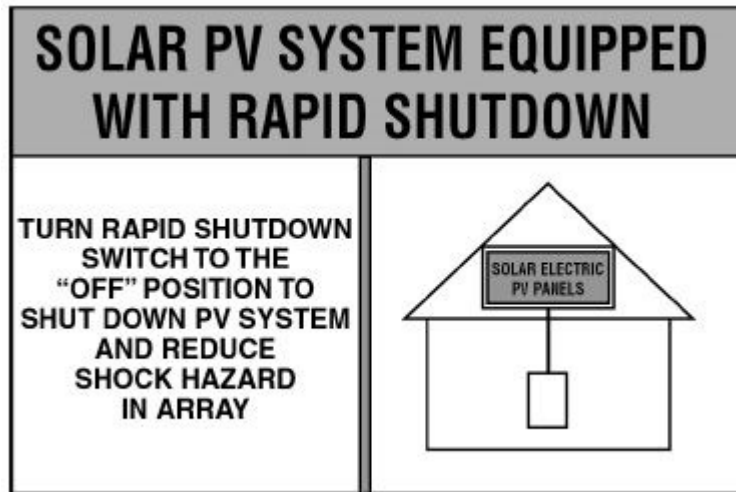 SOLAR PV SYSTEM EQUIPPED
WITH RAPID SHUTDOWN
TURN RAPID SHUTDOWN
SWITCH TO THE
“OFF” POSITION TO
SHUT DOWN PV SYSTEM
AND REDUCE
SHOCK HAZARD
IN ARRAY
SOLAR ELECTRIC
PV PANELS